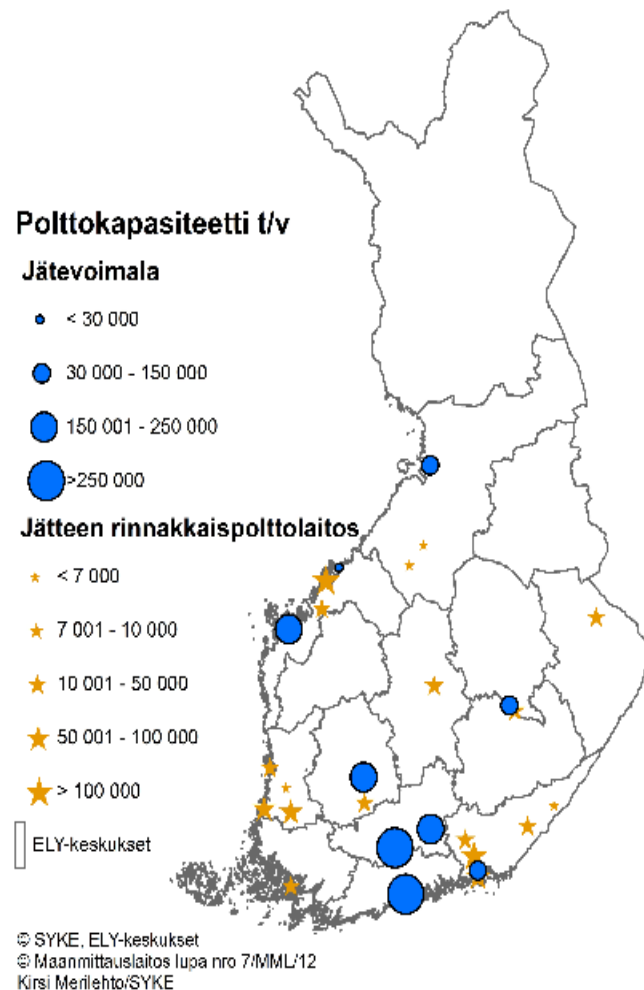 Polttokapasiteetti t/v
Jätevoimala
< 30 000
30 000 - 150 000
150 001 - 250 000
>250 000
Jätteen rinnakkaispolttolaitos
< 7 000
7 001 - 10 000
10 001 - 50 000
50 001 - 100 000
> 100 000
ELY-keskukset
© SYKE, ELY-keskukset
© Maanmittauslaitos lupa nro 7/MML/12
Kirsi Merilehto/SYKE